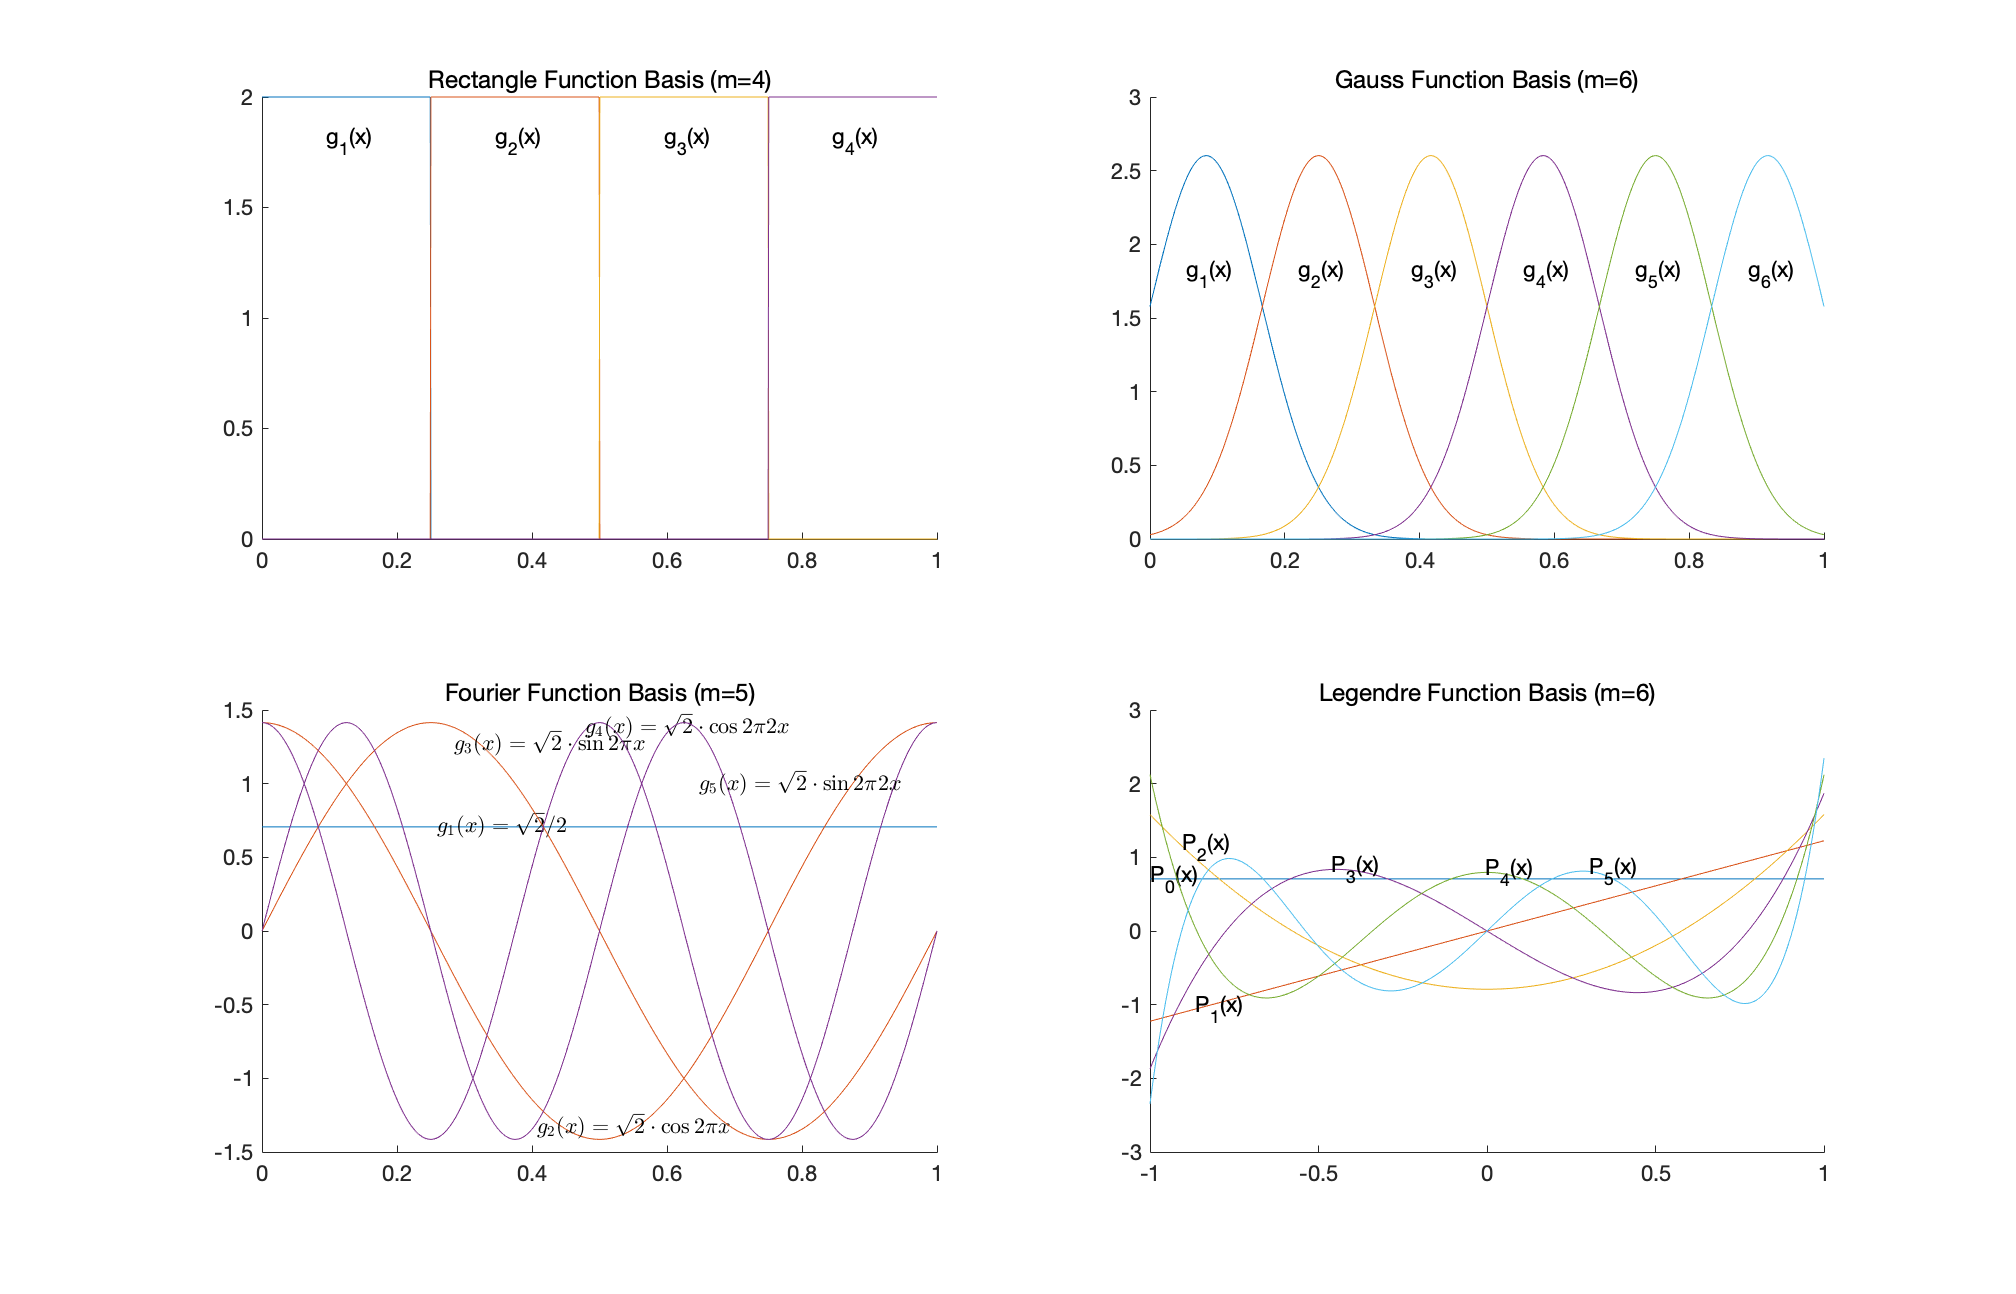 Rectangle Function Basis (m=4)
2
1.5
1
0.5
0
g1(x)
g2(x)
g3(x)
g4(x)
0 0.2 0.4 0.6 0.8 1
Gauss Function Basis (m=6)
3
2.5
2
1.5
1
0.5
0
g1(x)
g2(x)
g3(x)
g4(x)
g5(x)
g6(x)
0 0.2 0.4 0.6 0.8 1
Fourier Function Basis (m=5)
1.5
1
0.5
0
-0.5
-1
-1.5
g4(x) = √2 · cos 2π2x
g3(x) = √2 · sin 2πx
g5(x) = √2 · sin 2π2x
g1(x) = √2/2
g2(x) = √2 · cos 2πx
0 0.2 0.4 0.6 0.8 1
Legendre Function Basis (m=6)
3
2
1
0
-1
-2
-3
P2(x)
P0(x)
P3(x)
P4(x)
P5(x)
P1(x)
-1 -0.5 0 0.5 1